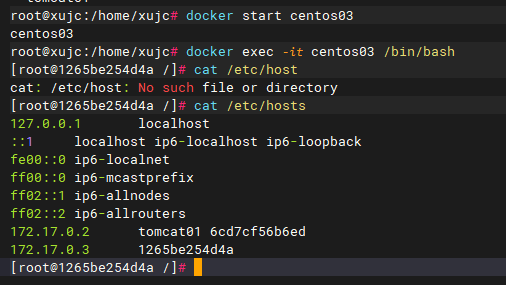 root@xujc:/home/xujc# docker start centos03
centos03
root@xujc:/home/xujc# docker exec -it centos03 /bin/bash
[root@1265be254d4a /]# cat /etc/host
cat: /etc/host: No such file or directory
[root@1265be254d4a /]# cat /etc/hosts
127.0.0.1       localhost
::1     localhost ip6-localhost ip6-loopback
fe00::0 ip6-localnet
ff00::0 ip6-mcastprefix
ff02::1 ip6-allnodes
ff02::2 ip6-allrouters
172.17.0.2      tomcat01 6cd7cf56b6ed
172.17.0.3      1265be254d4a
[root@1265be254d4a /]#